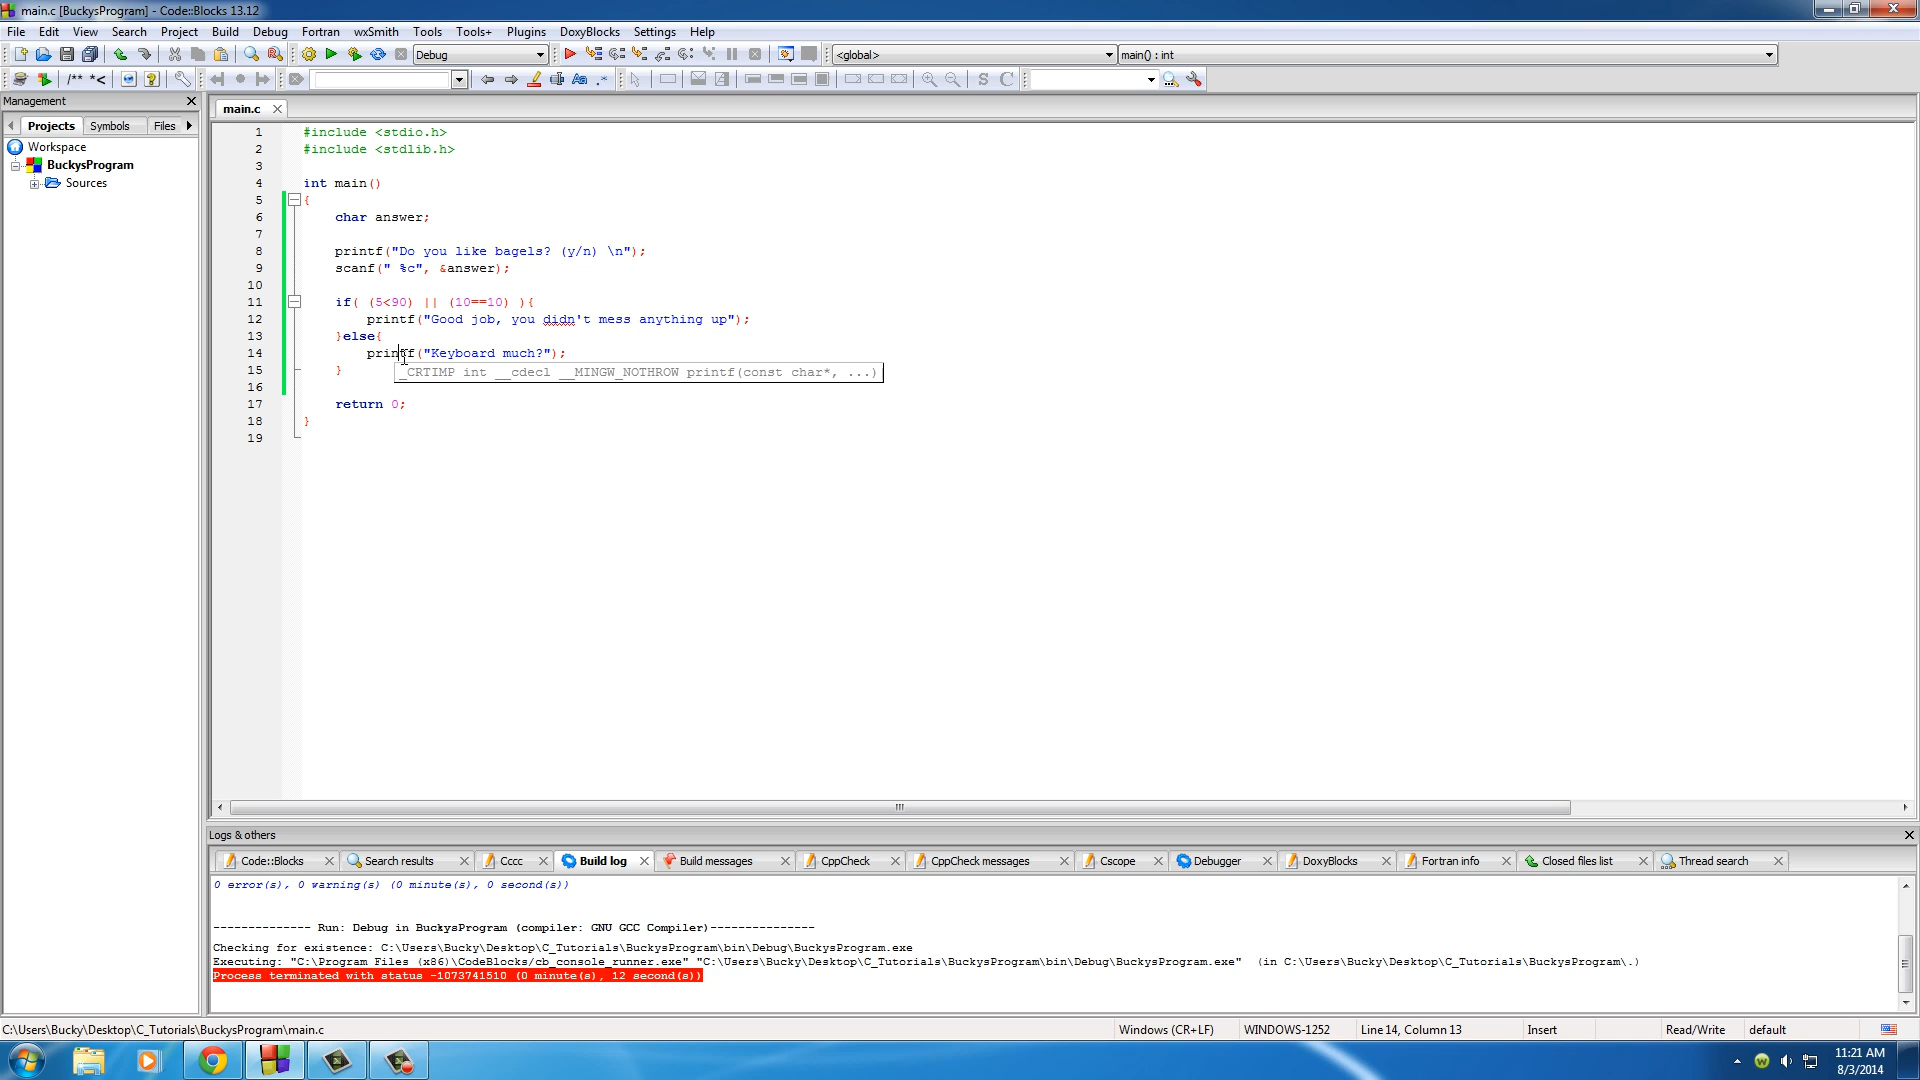 main.c [BuckysProgram] - Code::Blocks 13.12
File Edit View Search Project Build Debug Fortran wxSmith Tools Tools+ Plugins DoxyBlocks Settings Help
Debug <global> main() : int
/** *<
Management
main.c
Projects Symbols Files
Workspace
BuckysProgram
Sources
1 #include <stdio.h>
2 #include <stdlib.h>
3
4 int main()
5 {
6 char answer;
7
8 printf("Do you like bagels? (y/n) \n");
9 scanf(" %c", &answer);
10
11 if( (5<90) || (10==10) ){
12 printf("Good job, you didn't mess anything up");
13 }else{
14 printf("Keyboard much?");
15 }
_CRTIMP int __cdecl __MINGW_NOTHROW printf(const char*, ...)
16
17 return 0;
18 }
19
Logs & others
Code::Blocks Search results Cccc Build log Build messages CppCheck CppCheck messages Cscope Debugger DoxyBlocks Fortran info Closed files list Thread search
0 error(s), 0 warning(s) (0 minute(s), 0 second(s))
-------------- Run: Debug in BuckysProgram (compiler: GNU GCC Compiler)---------------
Checking for existence: C:\Users\Bucky\Desktop\C_Tutorials\BuckysProgram\bin\Debug\BuckysProgram.exe
Executing: "C:\Program Files (x86)\CodeBlocks/cb_console_runner.exe" "C:\Users\Bucky\Desktop\C_Tutorials\BuckysProgram\bin\Debug\BuckysProgram.exe" (in C:\Users\Bucky\Desktop\C_Tutorials\BuckysProgram\.)
Process terminated with status -1073741510 (0 minute(s), 12 second(s))
C:\Users\Bucky\Desktop\C_Tutorials\BuckysProgram\main.c Windows (CR+LF) WINDOWS-1252 Line 14, Column 13 Insert Read/Write default
11:21 AM
8/3/2014